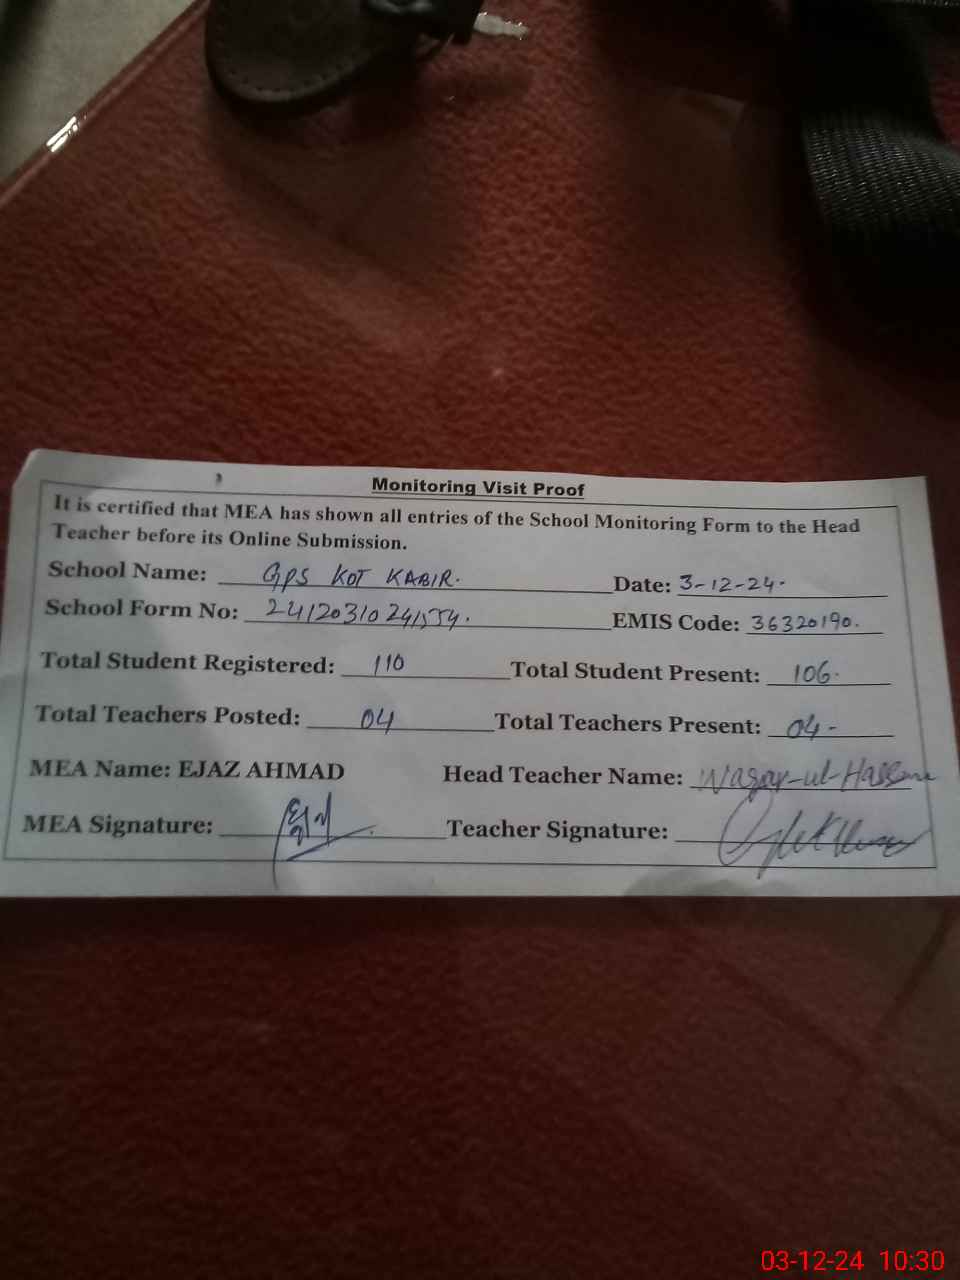 Monitoring Visit Proof
It is certified that MEA has shown all entries of the School Monitoring Form to the Head
Teacher before its Online Submission.
School Name: GPS KOT KABIR. Date: 3-12-24.
School Form No: EMIS Code: 36320190.
Total Student Registered: 110 Total Student Present: 106.
Total Teachers Posted: 04 Total Teachers Present: 04-
MEA Name: EJAZ AHMAD Head Teacher Name: Waqar-ul-Hassan
MEA Signature: Teacher Signature:
03-12-24 10:30